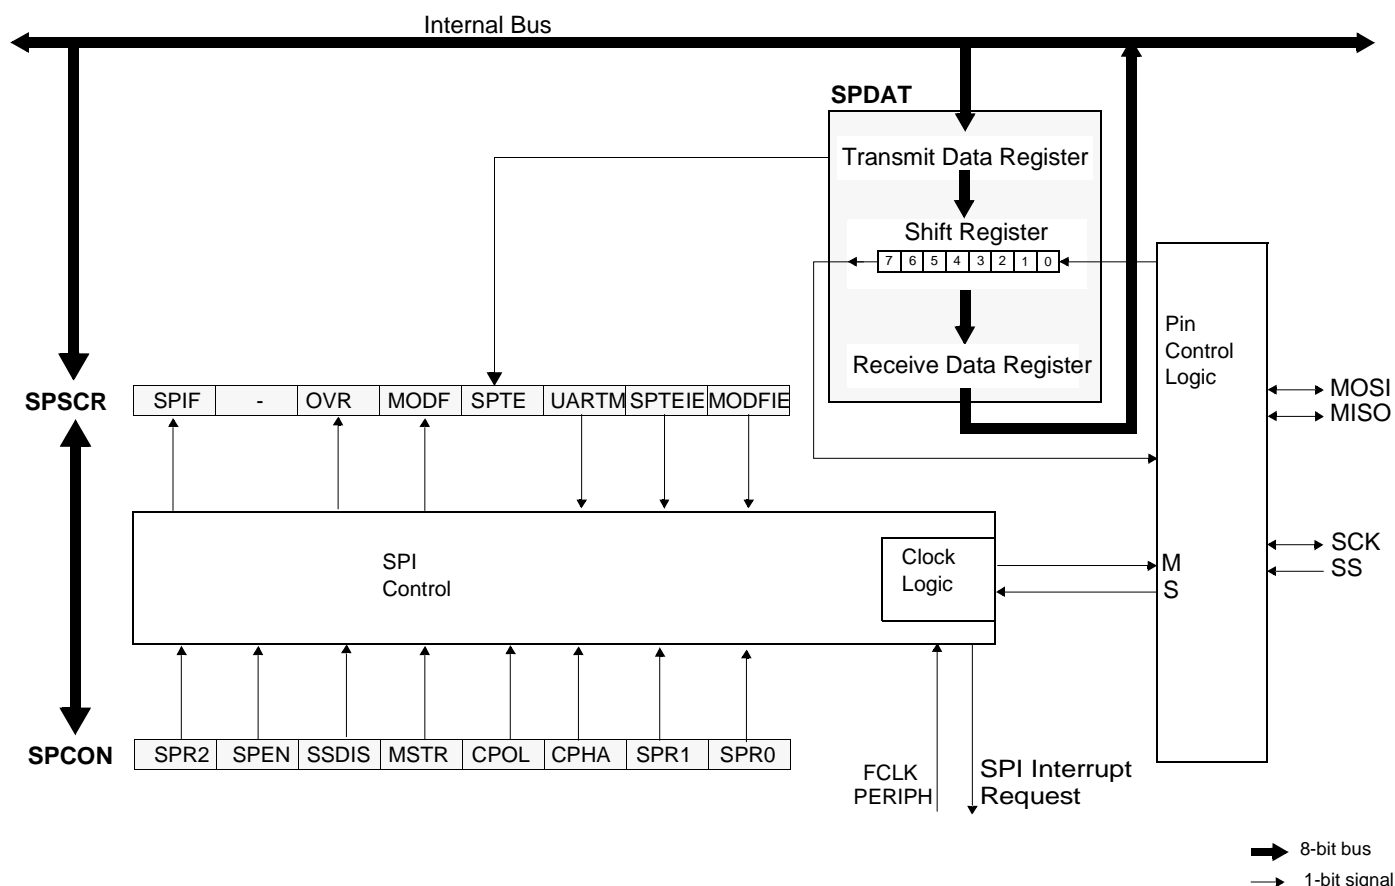 Internal Bus
SPDAT
Transmit Data Register
Shift Register
7 6 5 4 3 2 1 0
Receive Data Register
Pin
Control
Logic
MOSI
MISO
SCK
SS
M
S
SPSCR
SPIF - OVR MODF SPTE UARTM SPTEIE MODFIE
SPI
Control
Clock
Logic
SPCON
SPR2 SPEN SSDIS MSTR CPOL CPHA SPR1 SPR0
FCLK
PERIPH
SPI Interrupt
Request
8-bit bus
1-bit signal